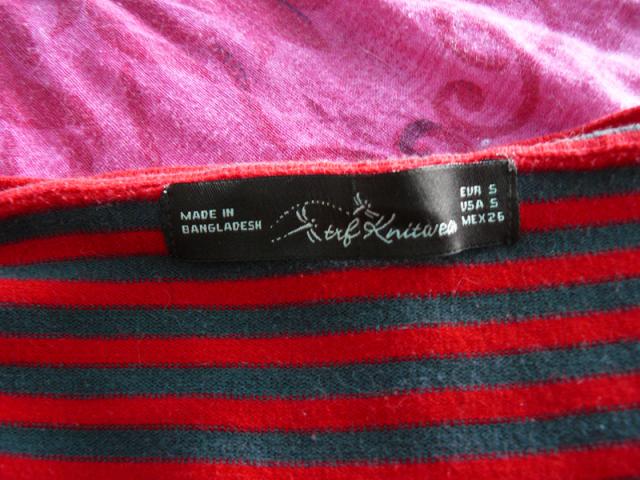 MADE IN
BANGLADESH
trf Knitwear
EUR S
USA S
MEX 26